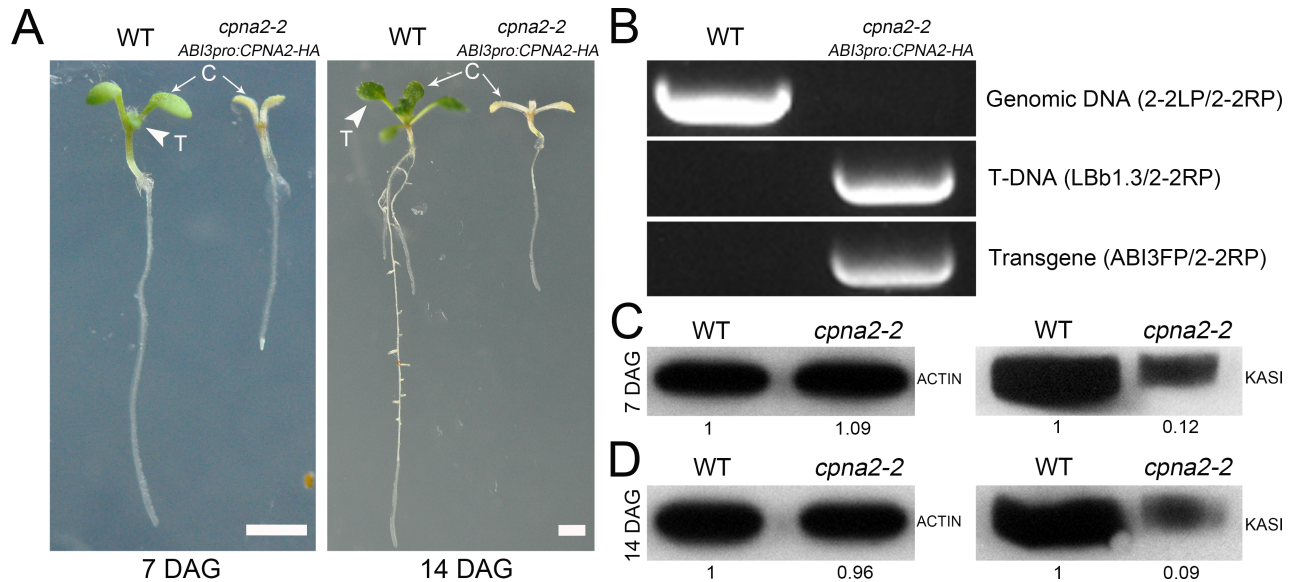 A
WT
cpna2-2
ABI3pro:CPNA2-HA
WT
cpna2-2
ABI3pro:CPNA2-HA
C
T
C
T
7 DAG
14 DAG
B
WT
cpna2-2
ABI3pro:CPNA2-HA
Genomic DNA (2-2LP/2-2RP)
T-DNA (LBb1.3/2-2RP)
Transgene (ABI3FP/2-2RP)
C
WT
cpna2-2
WT
cpna2-2
7 DAG
ACTIN
KASI
1
1.09
1
0.12
D
WT
cpna2-2
WT
cpna2-2
14 DAG
ACTIN
KASI
1
0.96
1
0.09